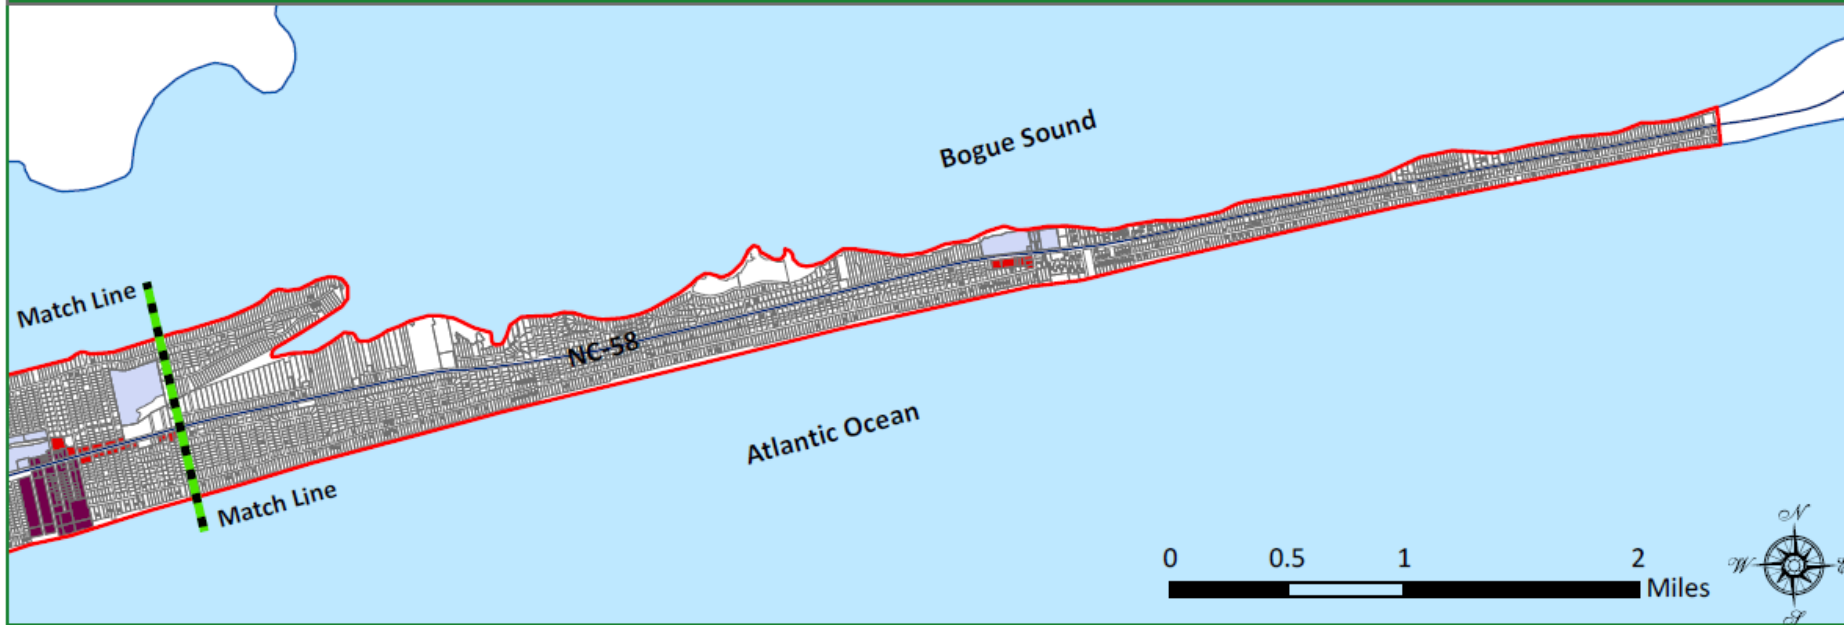 Bogue Sound
Match Line
NC-58
Atlantic Ocean
Match Line
0 0.5 1 2
Miles
N
W
S